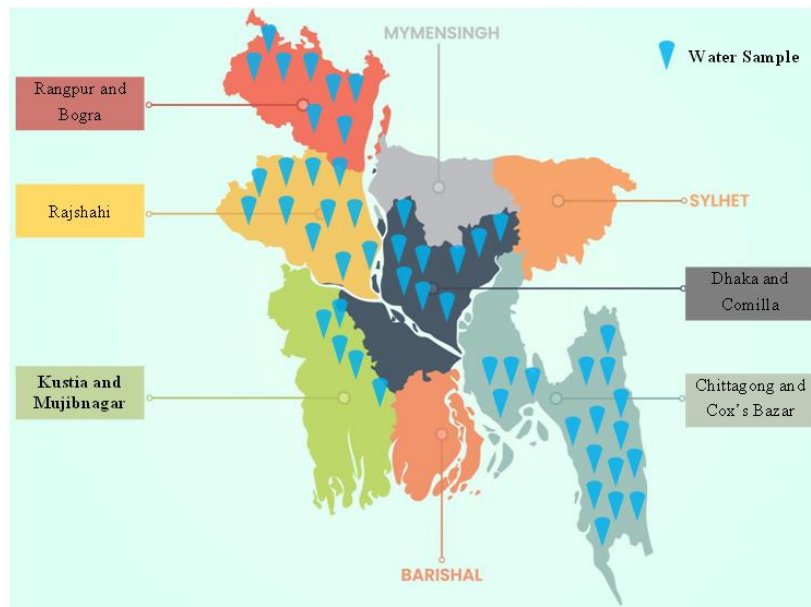 MYMENSINGH
Water Sample
Rangpur and
Bogra
Rajshahi
SYLHET
Dhaka and
Comilla
Kustia and
Mujibnagar
Chittagong and
Cox's Bazar
BARISHAL